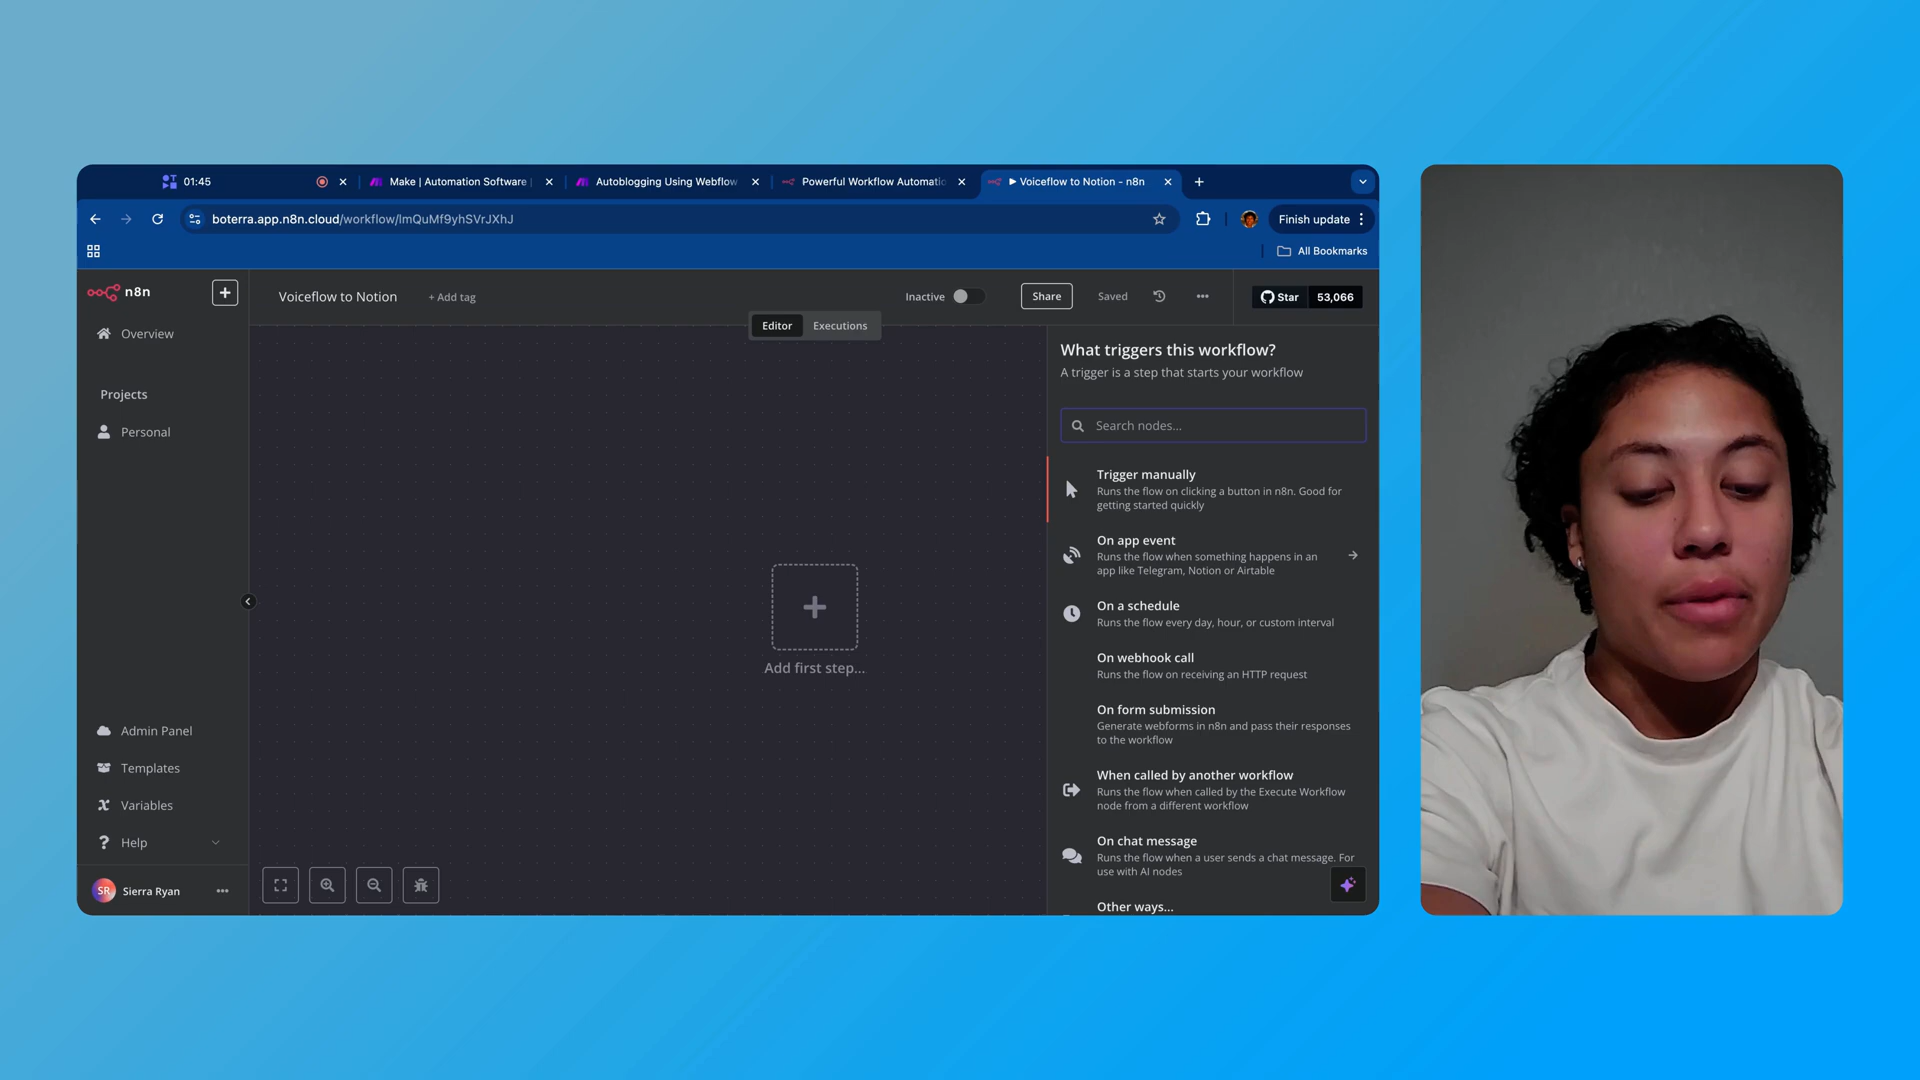 01:45
Make | Automation Software |
Autoblogging Using Webflow
Powerful Workflow Automatio
Voiceflow to Notion - n8n
boterra.app.n8n.cloud/workflow/lmQuMf9yhSVrJXhJ
Finish update
All Bookmarks
n8n
Voiceflow to Notion
+ Add tag
Inactive
Share
Saved
Star
53,066
Editor
Executions
Overview
Projects
Personal
Admin Panel
Templates
Variables
Help
SR
Sierra Ryan
Add first step...
What triggers this workflow?
A trigger is a step that starts your workflow
Search nodes...
Trigger manually
Runs the flow on clicking a button in n8n. Good for
getting started quickly
On app event
Runs the flow when something happens in an
app like Telegram, Notion or Airtable
On a schedule
Runs the flow every day, hour, or custom interval
On webhook call
Runs the flow on receiving an HTTP request
On form submission
Generate webforms in n8n and pass their responses
to the workflow
When called by another workflow
Runs the flow when called by the Execute Workflow
node from a different workflow
On chat message
Runs the flow when a user sends a chat message. For
use with AI nodes
Other ways...